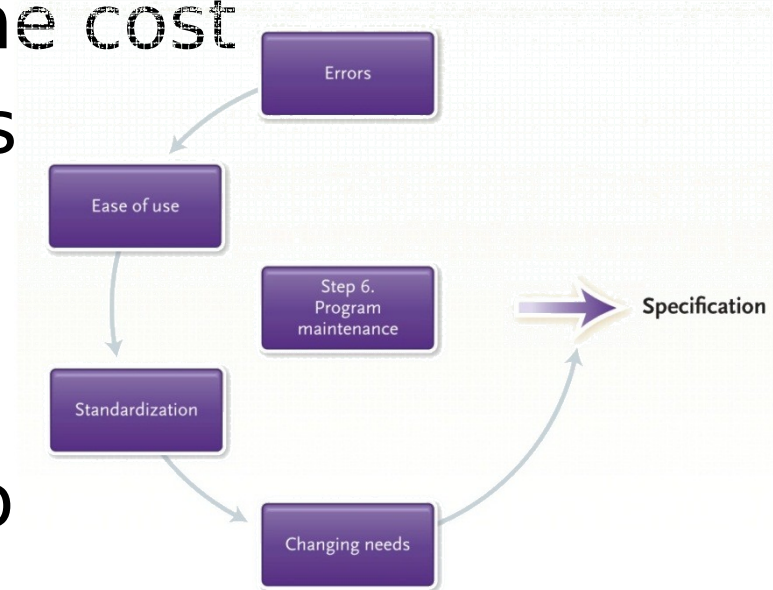 e cost
s
Errors
Ease of use
Step 6.
Program
maintenance
Specification
Standardization
Changing needs